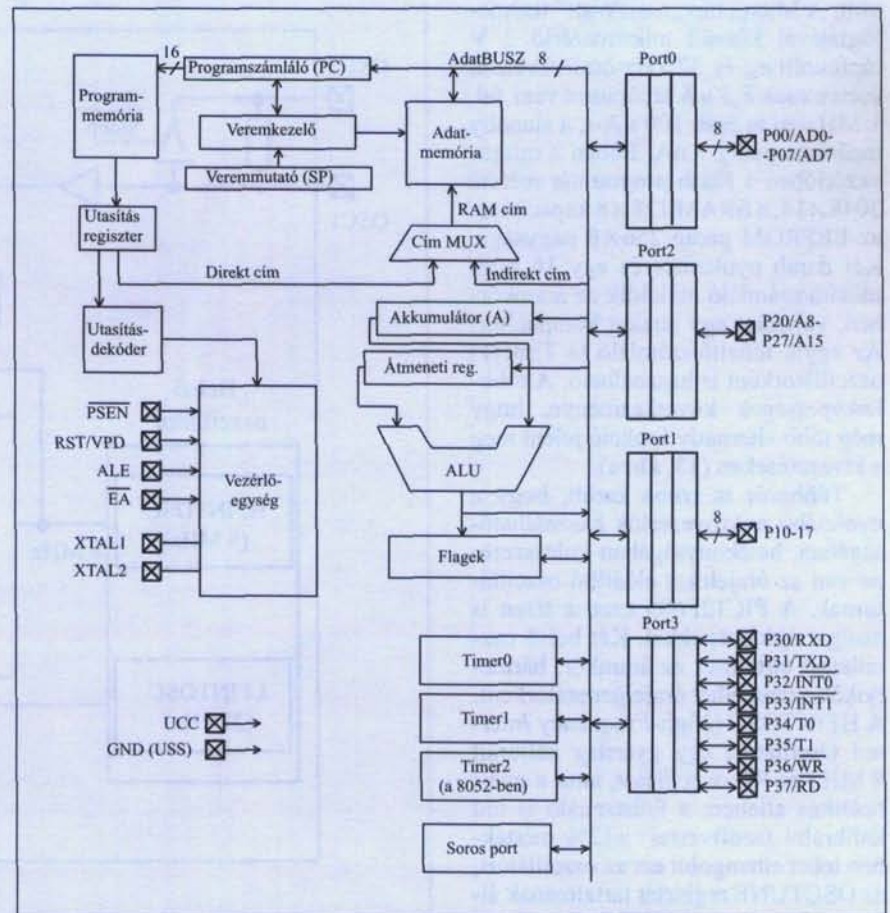 16
Programszámláló (PC)
AdatBUSZ 8
Port0
Program-
memória
Veremkezelő
Adat-
memória
8
P00/AD0-
-P07/AD7
Veremmutató (SP)
Utasítás
regiszter
RAM cím
Cím MUX
Direkt cím
Indirekt cím
Port2
Utasítás-
dekóder
Akkumulátor (A)
P20/A8-
P27/A15
Átmeneti reg.
PSEN
RST/VPD
ALE
EA
XTAL1
XTAL2
Vezérlő-
egység
ALU
Port1
8
P10-17
Flagek
Port3
Timer0
P30/RXD
P31/TXD
P32/INT0
P33/INT1
P34/T0
P35/T1
P36/WR
P37/RD
Timer1
UCC
GND (USS)
Timer2
(a 8052-ben)
Soros port